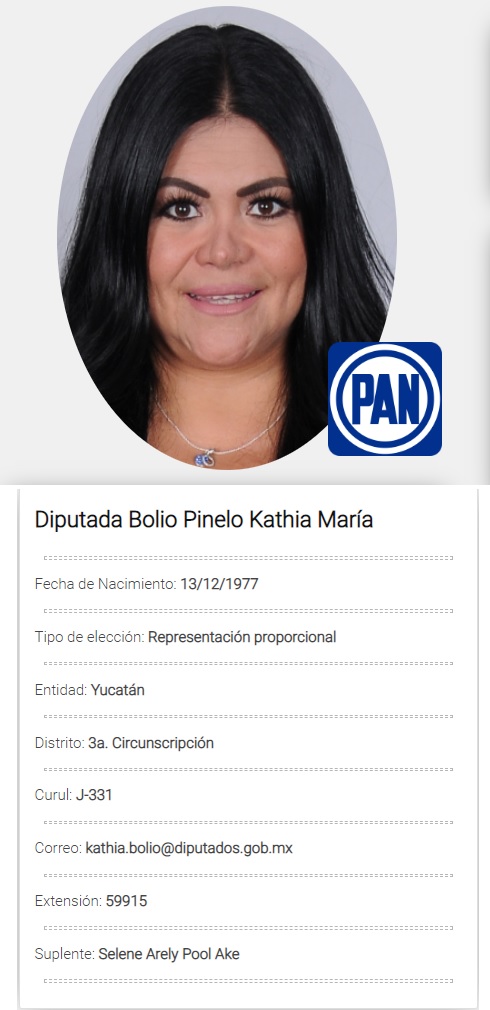 PAN
Diputada Bolio Pinelo Kathia María
Fecha de Nacimiento: 13/12/1977
Tipo de elección: Representación proporcional
Entidad: Yucatán
Distrito: 3a. Circunscripción
Curul: J-331
Correo: kathia.bolio@diputados.gob.mx
Extensión: 59915
Suplente: Selene Arely Pool Ake